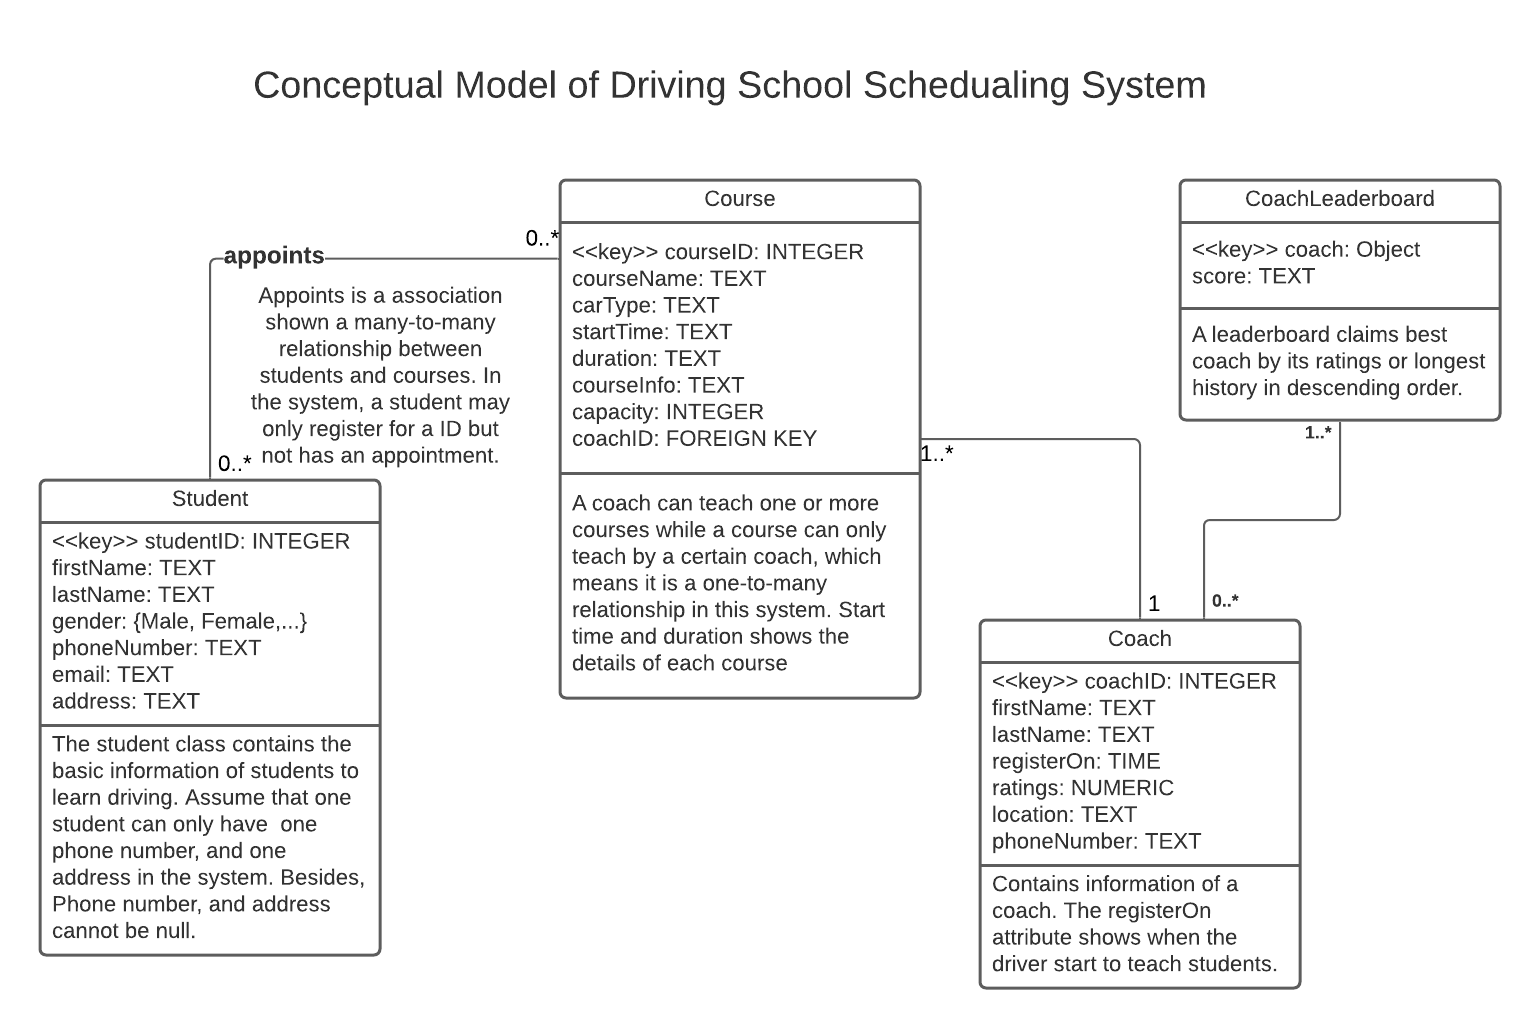 Conceptual Model of Driving School Schedualing System
appoints
0..*
Appoints is a association
shown a many-to-many
relationship between
students and courses. In
the system, a student may
only register for a ID but
not has an appointment.
0..*
Student
<<key>> studentID: INTEGER
firstName: TEXT
lastName: TEXT
gender: {Male, Female,...}
phoneNumber: TEXT
email: TEXT
address: TEXT
The student class contains the
basic information of students to
learn driving. Assume that one
student can only have  one
phone number, and one
address in the system. Besides,
Phone number, and address
cannot be null.
Course
<<key>> courseID: INTEGER
courseName: TEXT
carType: TEXT
startTime: TEXT
duration: TEXT
courseInfo: TEXT
capacity: INTEGER
coachID: FOREIGN KEY
A coach can teach one or more
courses while a course can only
teach by a certain coach, which
means it is a one-to-many
relationship in this system. Start
time and duration shows the
details of each course
1..*
1
CoachLeaderboard
<<key>> coach: Object
score: TEXT
A leaderboard claims best
coach by its ratings or longest
history in descending order.
1..*
0..*
Coach
<<key>> coachID: INTEGER
firstName: TEXT
lastName: TEXT
registerOn: TIME
ratings: NUMERIC
location: TEXT
phoneNumber: TEXT
Contains information of a
coach. The registerOn
attribute shows when the
driver start to teach students.